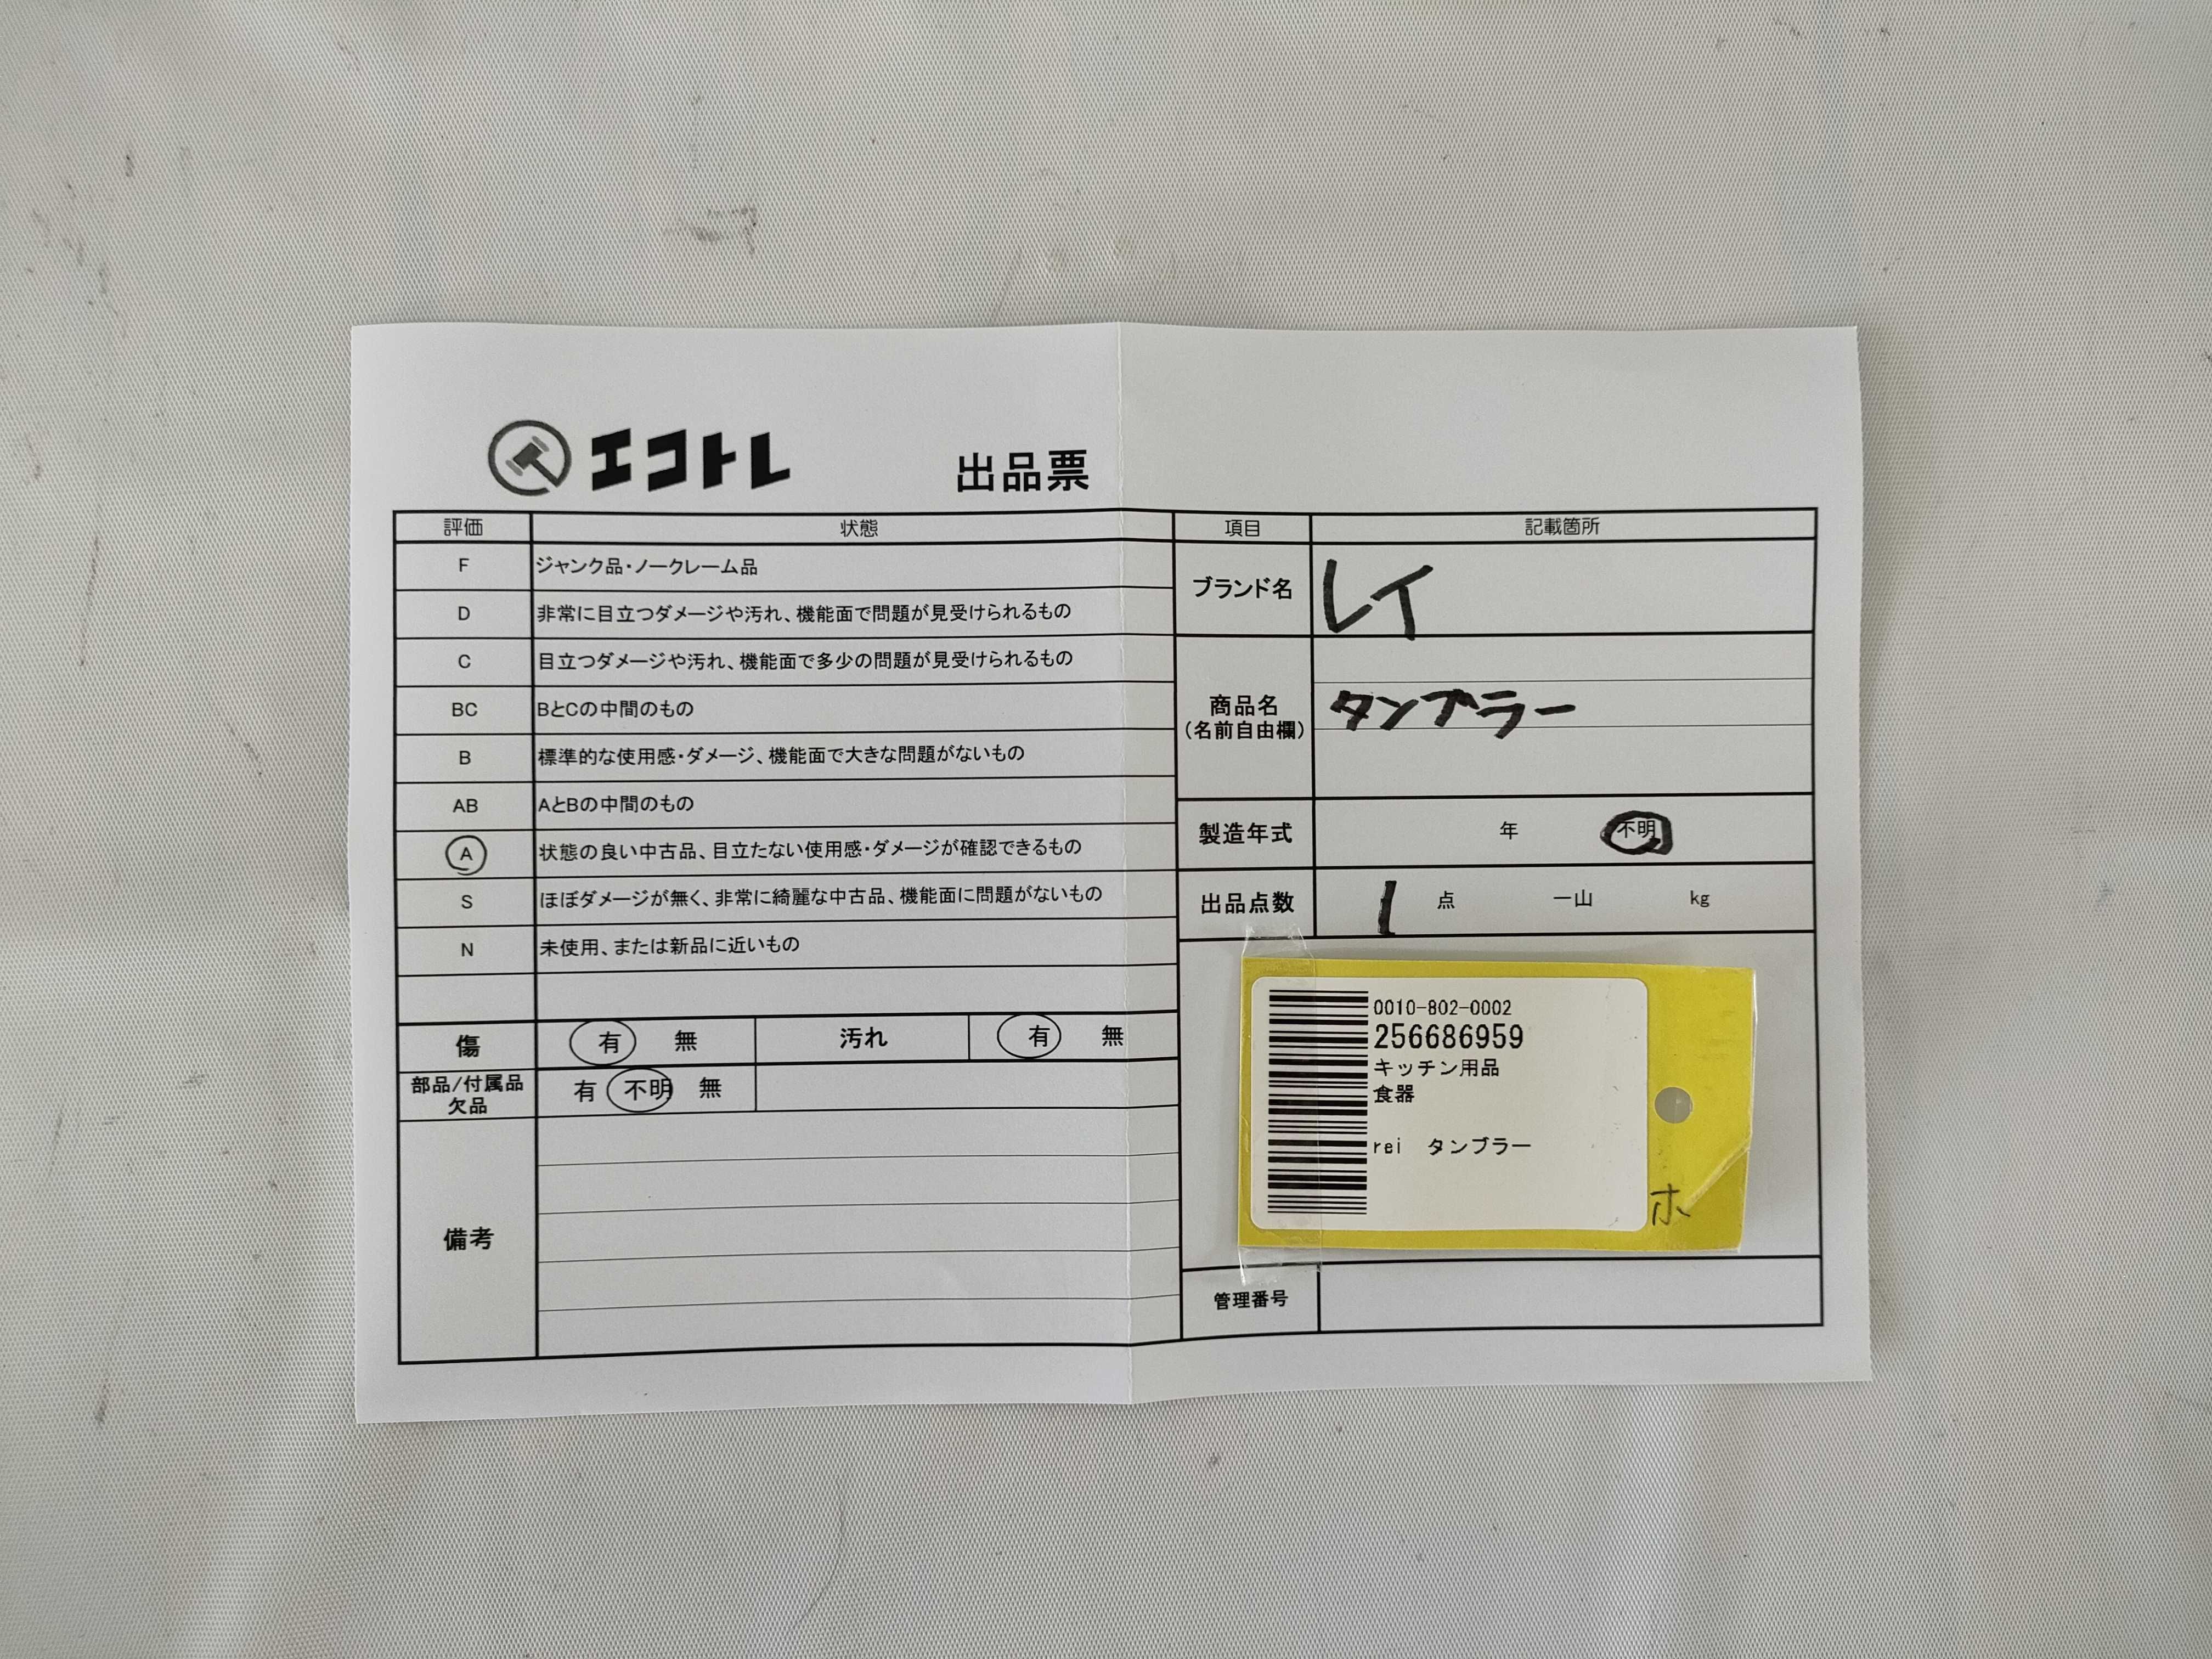 エコトレ 出品票
評価 状態
F ジャンク品・ノークレーム品
D 非常に目立つダメージや汚れ、機能面で問題が見受けられるもの
C 目立つダメージや汚れ、機能面で多少の問題が見受けられるもの
BC BとCの中間のもの
B 標準的な使用感・ダメージ、機能面で大きな問題がないもの
AB AとBの中間のもの
A 状態の良い中古品、目立たない使用感・ダメージが確認できるもの
S ほぼダメージが無く、非常に綺麗な中古品、機能面に問題がないもの
N 未使用、または新品に近いもの
傷 有 無 汚れ 有 無
部品/付属品
欠品
有 不明 無
備考
項目 記載箇所
ブランド名 レイ
商品名
(名前自由欄)
タンブラー
製造年式 年 不明
出品点数 1 点 一山 kg
0010-802-0002
256686959
キッチン用品
食器
rei タンブラー
ホ
管理番号